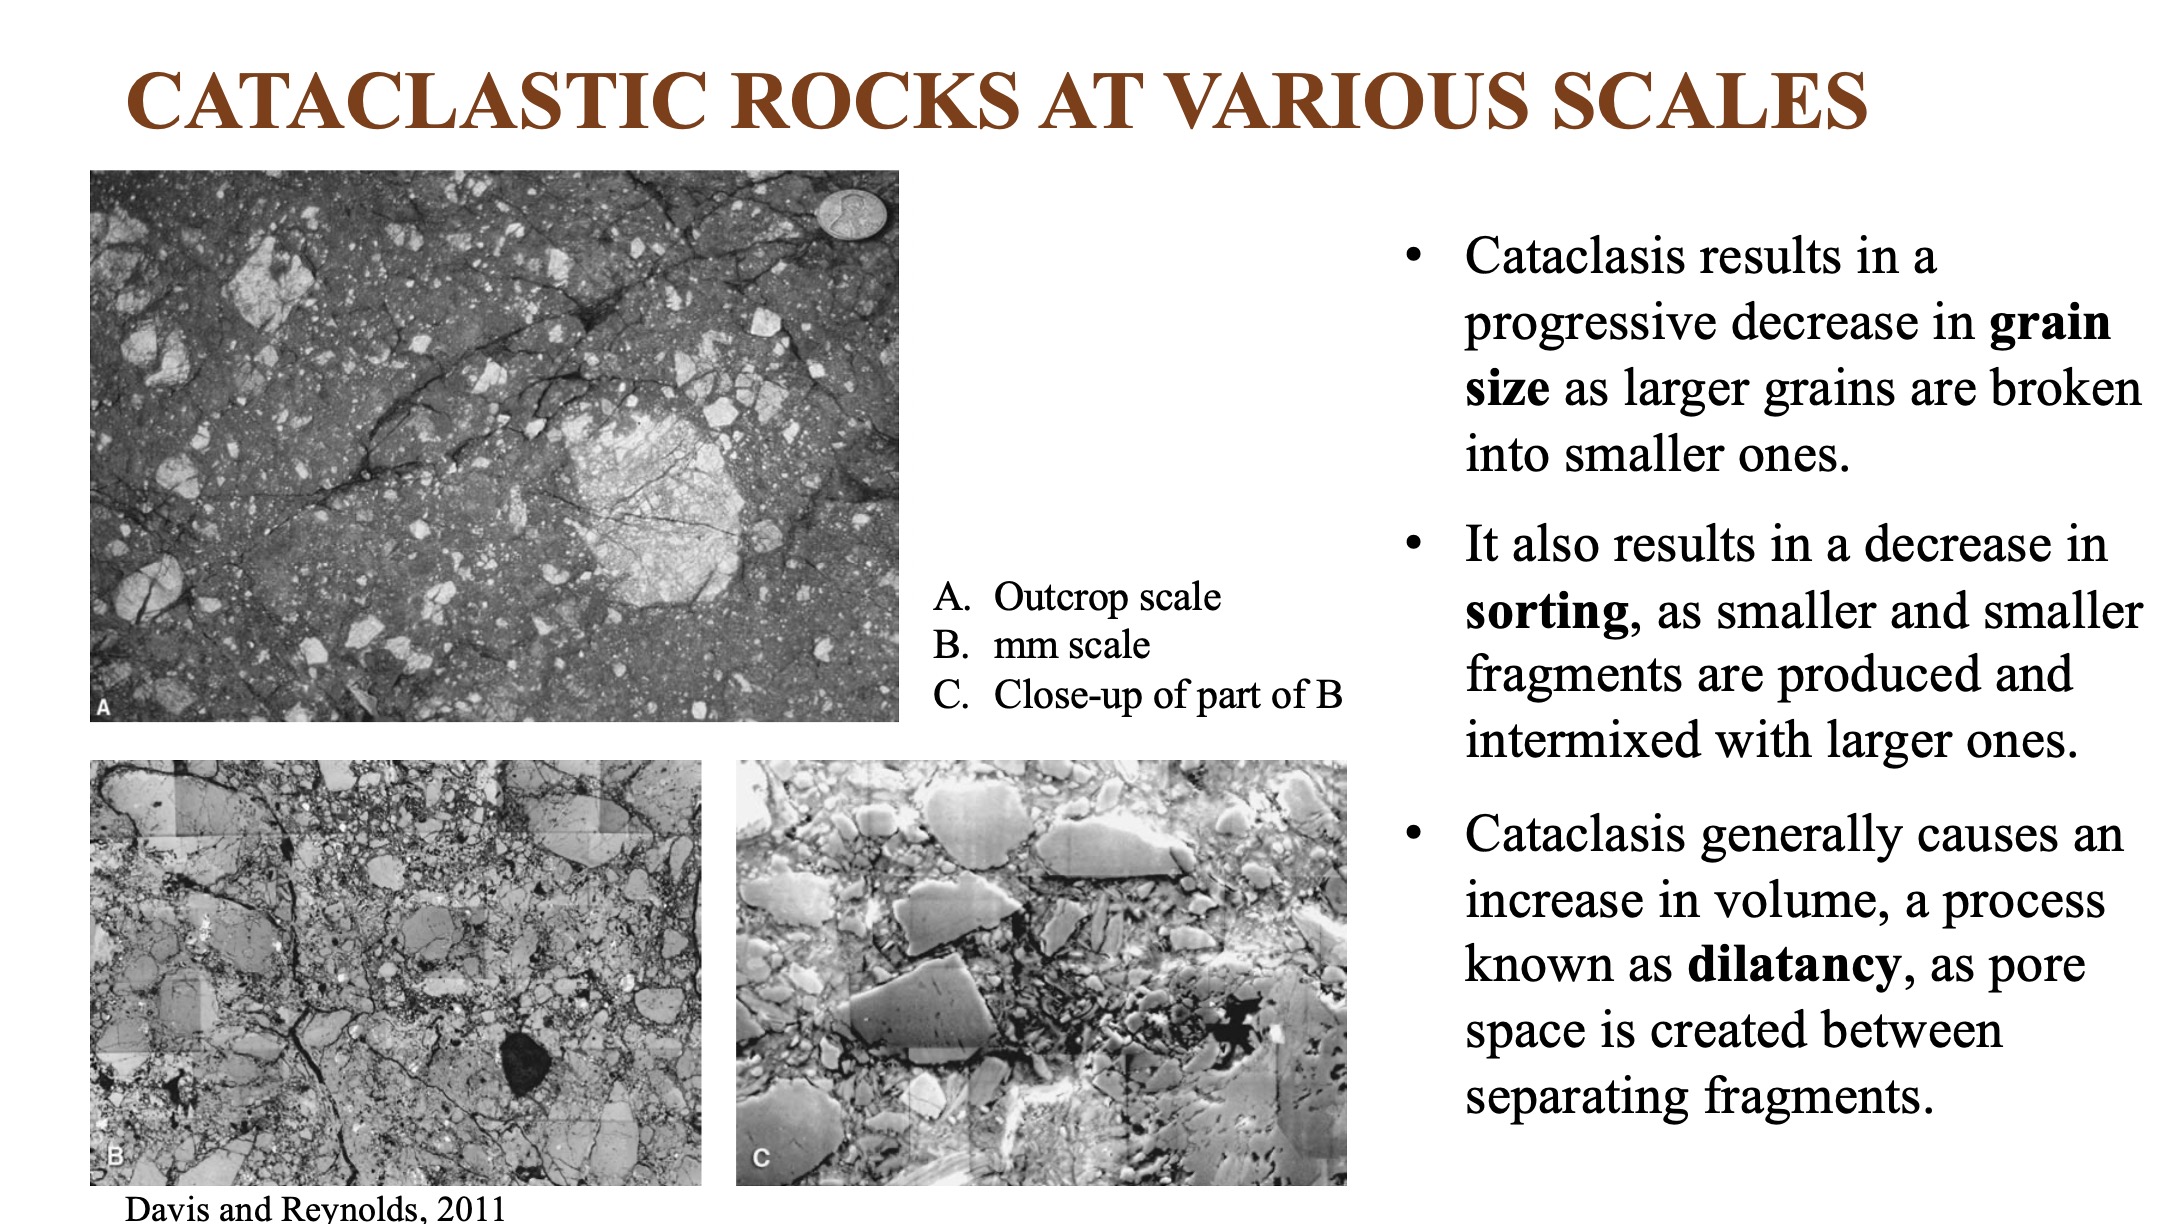 CATACLASTIC ROCKS AT VARIOUS SCALES
A
A. Outcrop scale
B. mm scale
C. Close-up of part of B
B
C
Davis and Reynolds, 2011
• Cataclasis results in a
progressive decrease in grain
size as larger grains are broken
into smaller ones.
• It also results in a decrease in
sorting, as smaller and smaller
fragments are produced and
intermixed with larger ones.
• Cataclasis generally causes an
increase in volume, a process
known as dilatancy, as pore
space is created between
separating fragments.